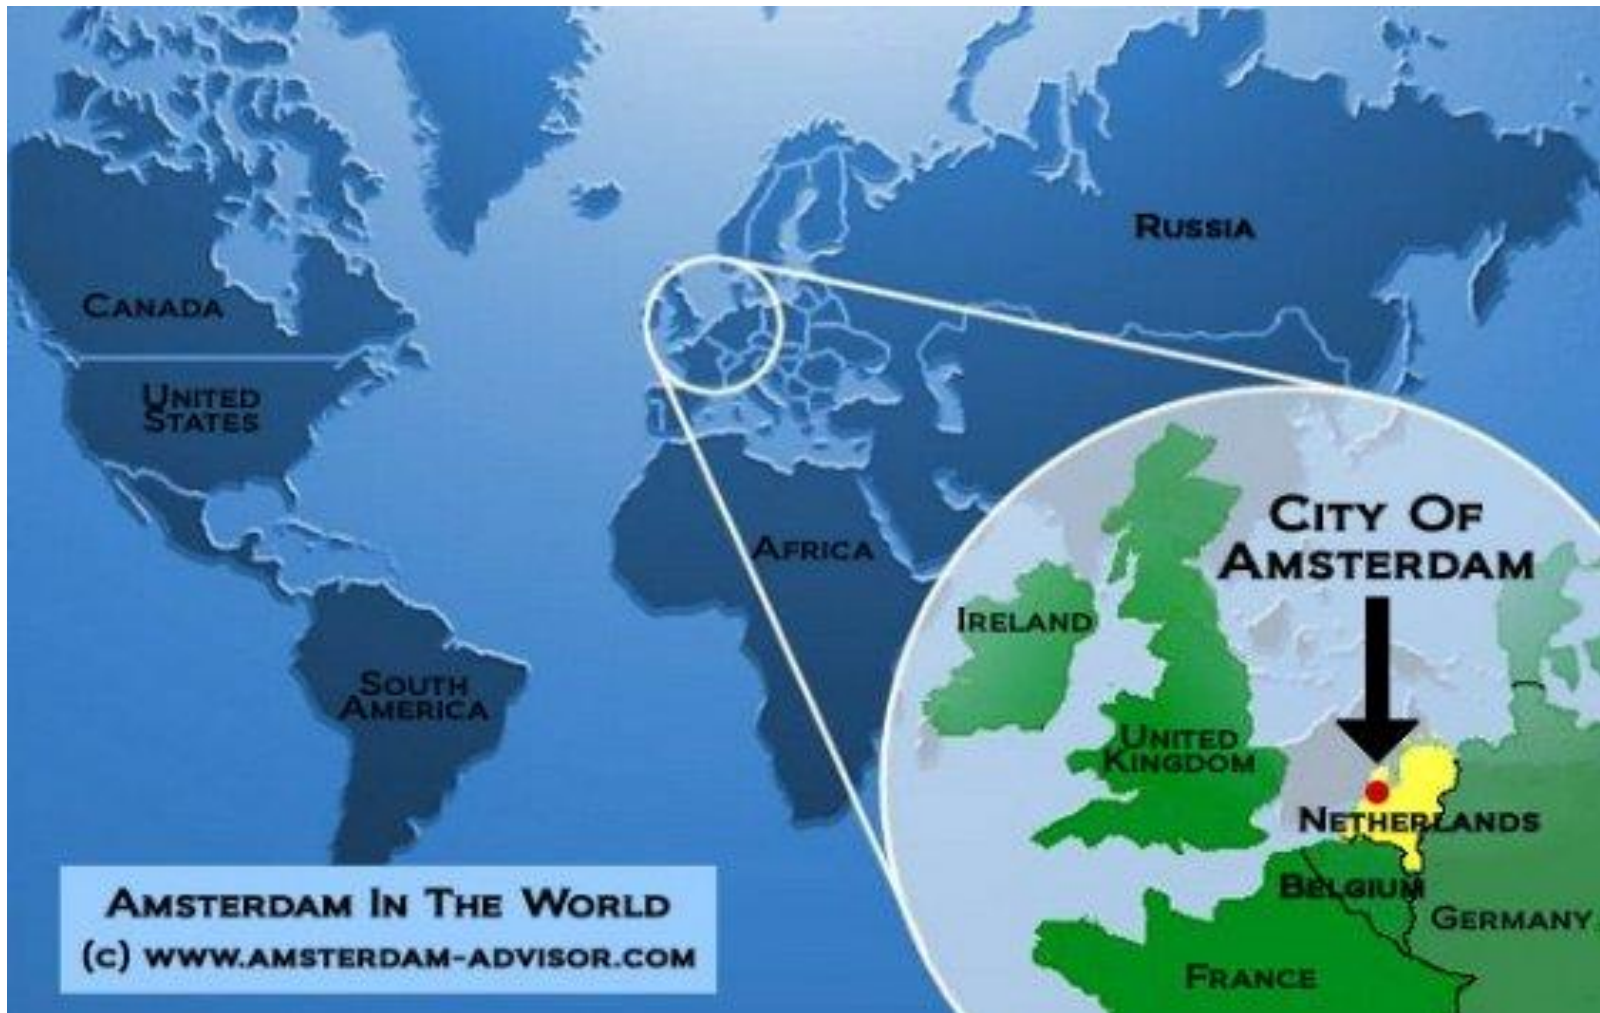 Russia
Canada
United
States
Africa
South
America
City Of
Amsterdam
Ireland
United
Kingdom
Netherlands
Belgium
Germany
France
Amsterdam In The World
(c) www.amsterdam-advisor.com